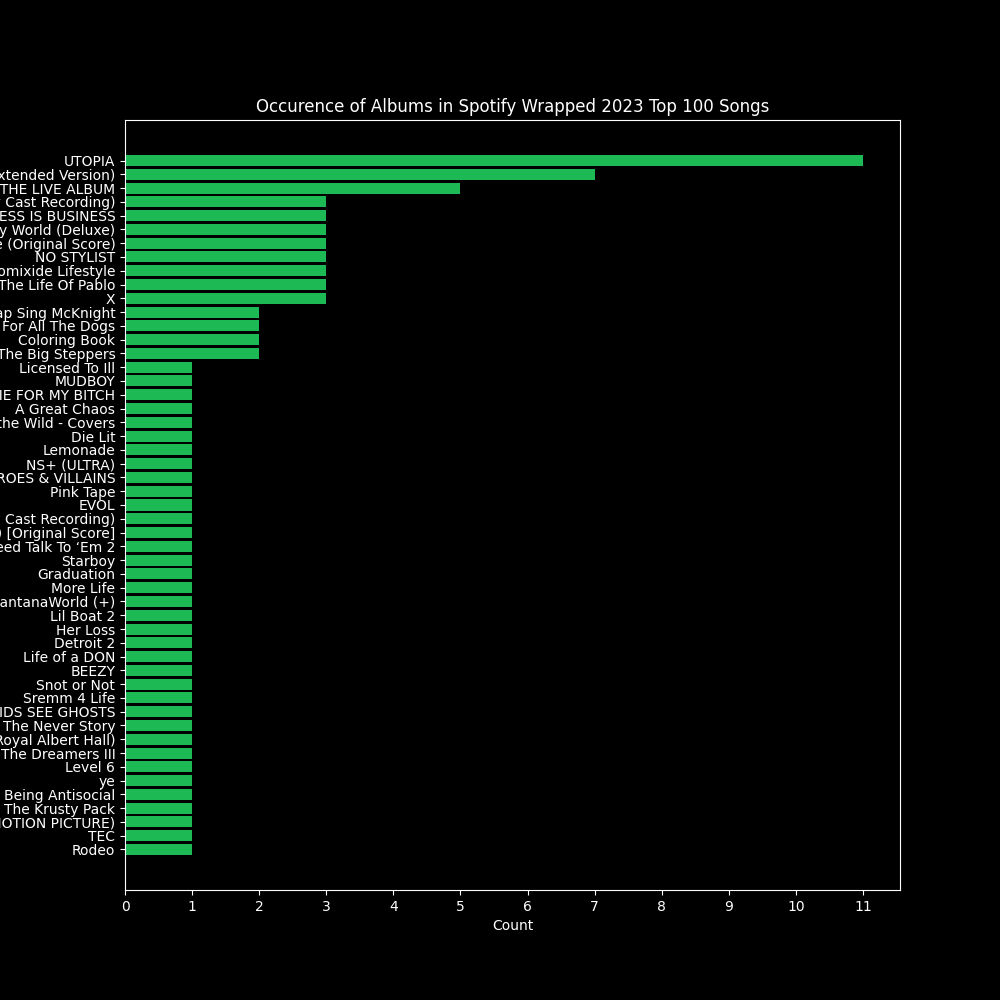 Occurence of Albums in Spotify Wrapped 2023 Top 100 Songs
UTOPIA
xtended Version)
THE LIVE ALBUM
Cast Recording)
ESS IS BUSINESS
y World (Deluxe)
e (Original Score)
NO STYLIST
omixide Lifestyle
The Life Of Pablo
X
ap Sing McKnight
For All The Dogs
Coloring Book
The Big Steppers
Licensed To Ill
MUDBOY
IE FOR MY BITCH
A Great Chaos
the Wild - Covers
Die Lit
Lemonade
NS+ (ULTRA)
ROES & VILLAINS
Pink Tape
EVOL
Cast Recording)
) [Original Score]
eed Talk To ‘Em 2
Starboy
Graduation
More Life
antanaWorld (+)
Lil Boat 2
Her Loss
Detroit 2
Life of a DON
BEEZY
Snot or Not
Sremm 4 Life
IDS SEE GHOSTS
The Never Story
Royal Albert Hall)
The Dreamers III
Level 6
ye
Being Antisocial
The Krusty Pack
MOTION PICTURE)
TEC
Rodeo
0 1 2 3 4 5 6 7 8 9 10 11
Count